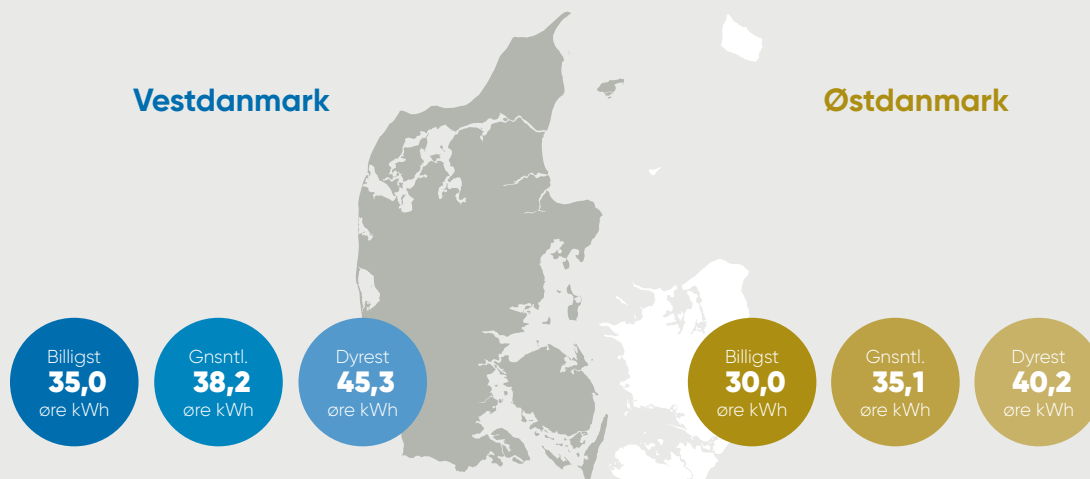 Vestdanmark
Østdanmark
Billigst
35,0
øre kWh
Gnsntl.
38,2
øre kWh
Dyrest
45,3
øre kWh
Billigst
30,0
øre kWh
Gnsntl.
35,1
øre kWh
Dyrest
40,2
øre kWh